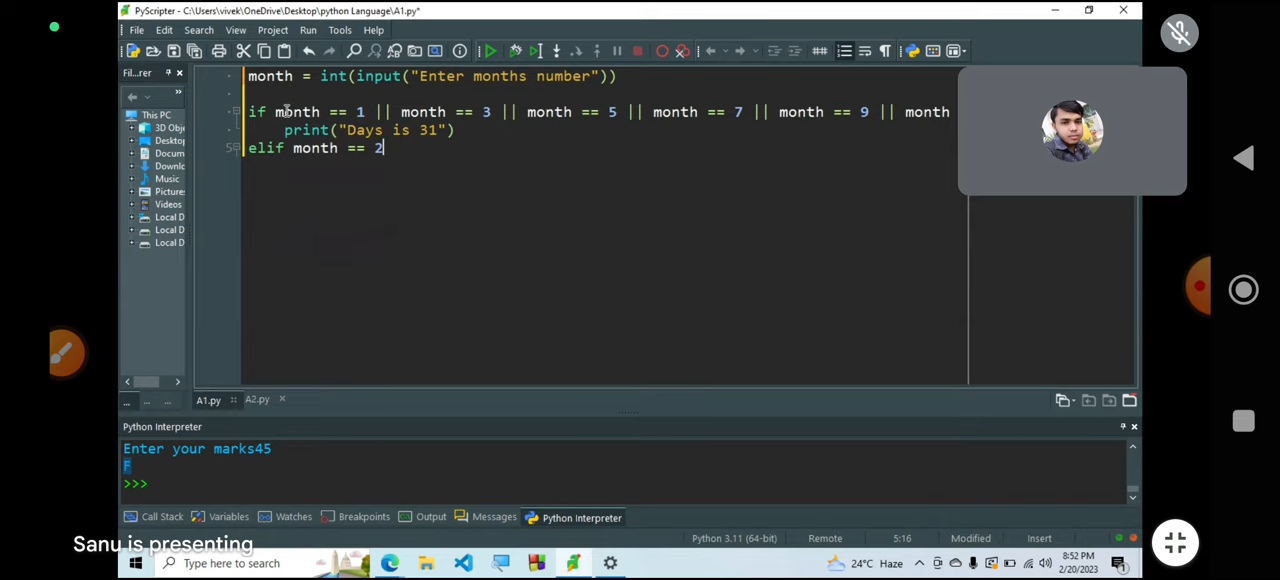 PyScripter - C:\Users\vivek\OneDrive\Desktop\python Language\A1.py*
File Edit Search View Project Run Tools Help
Fil...rer
month = int(input("Enter months number"))
if month == 1 || month == 3 || month == 5 || month == 7 || month == 9 || month
print("Days is 31")
5 elif month == 2
This PC
3D Obje
Desktop
Docum
Downlo
Music
Pictures
Videos
Local D
Local D
Local D
A1.py A2.py
Python Interpreter
Enter your marks45
F
>>>
Call Stack Variables Watches Breakpoints Output Messages Python Interpreter
Python 3.11 (64-bit) Remote 5:16 Modified Insert
Sanu is presenting
Type here to search
24°C Haze
8:52 PM
2/20/2023